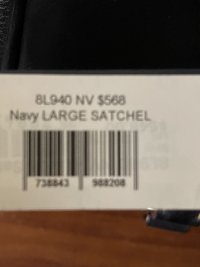 8L940 NV $568
Navy LARGE SATCHEL
738843 988208